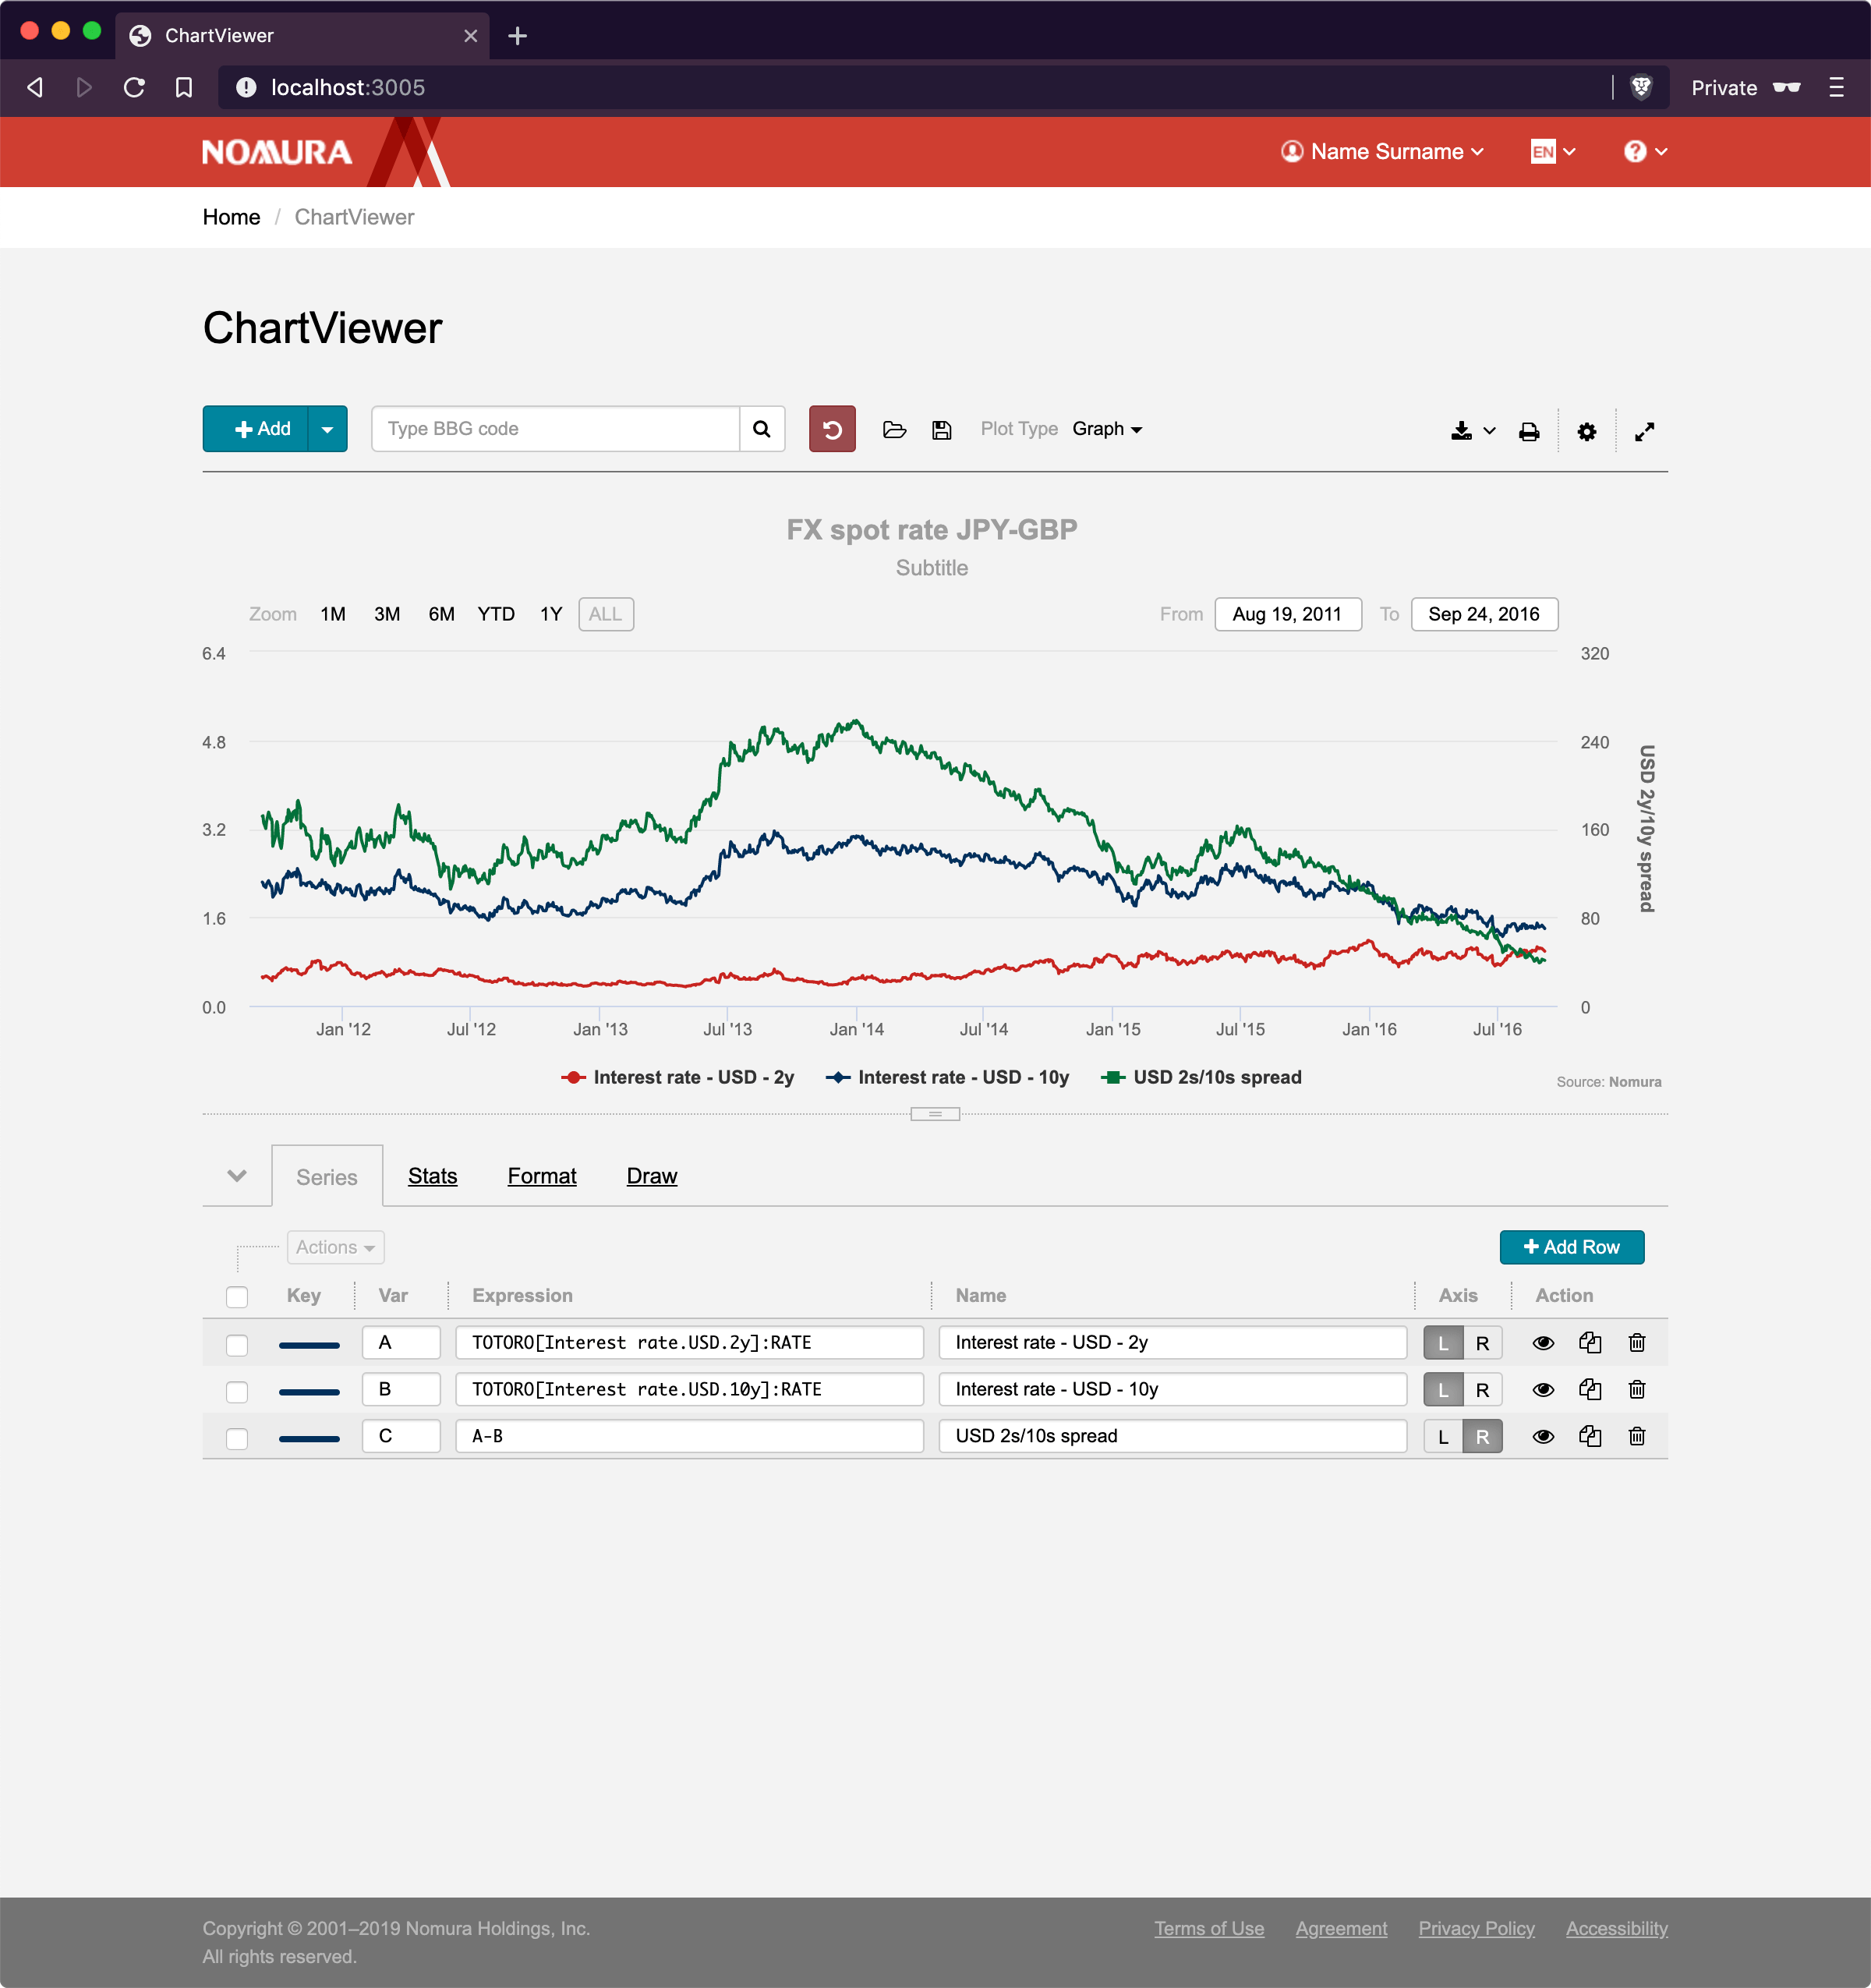 ChartViewer
localhost:3005
Private
NOMURA
Name Surname
EN
?
Home / ChartViewer
ChartViewer
Add
Type BBG code
Plot Type Graph
FX spot rate JPY-GBP
Subtitle
Zoom 1M 3M 6M YTD 1Y ALL
From Aug 19, 2011 To Sep 24, 2016
6.4
4.8
3.2
1.6
0.0
320
240
160
80
0
USD 2y/10y spread
Jan '12 Jul '12 Jan '13 Jul '13 Jan '14 Jul '14 Jan '15 Jul '15 Jan '16 Jul '16
Interest rate - USD - 2y Interest rate - USD - 10y USD 2s/10s spread
Source: Nomura
Series Stats Format Draw
Actions
Add Row
Key Var Expression Name Axis Action
A TOTORO[Interest rate.USD.2y]:RATE Interest rate - USD - 2y L R
B TOTORO[Interest rate.USD.10y]:RATE Interest rate - USD - 10y L R
C A-B USD 2s/10s spread L R
Copyright © 2001–2019 Nomura Holdings, Inc.
All rights reserved.
Terms of Use Agreement Privacy Policy Accessibility